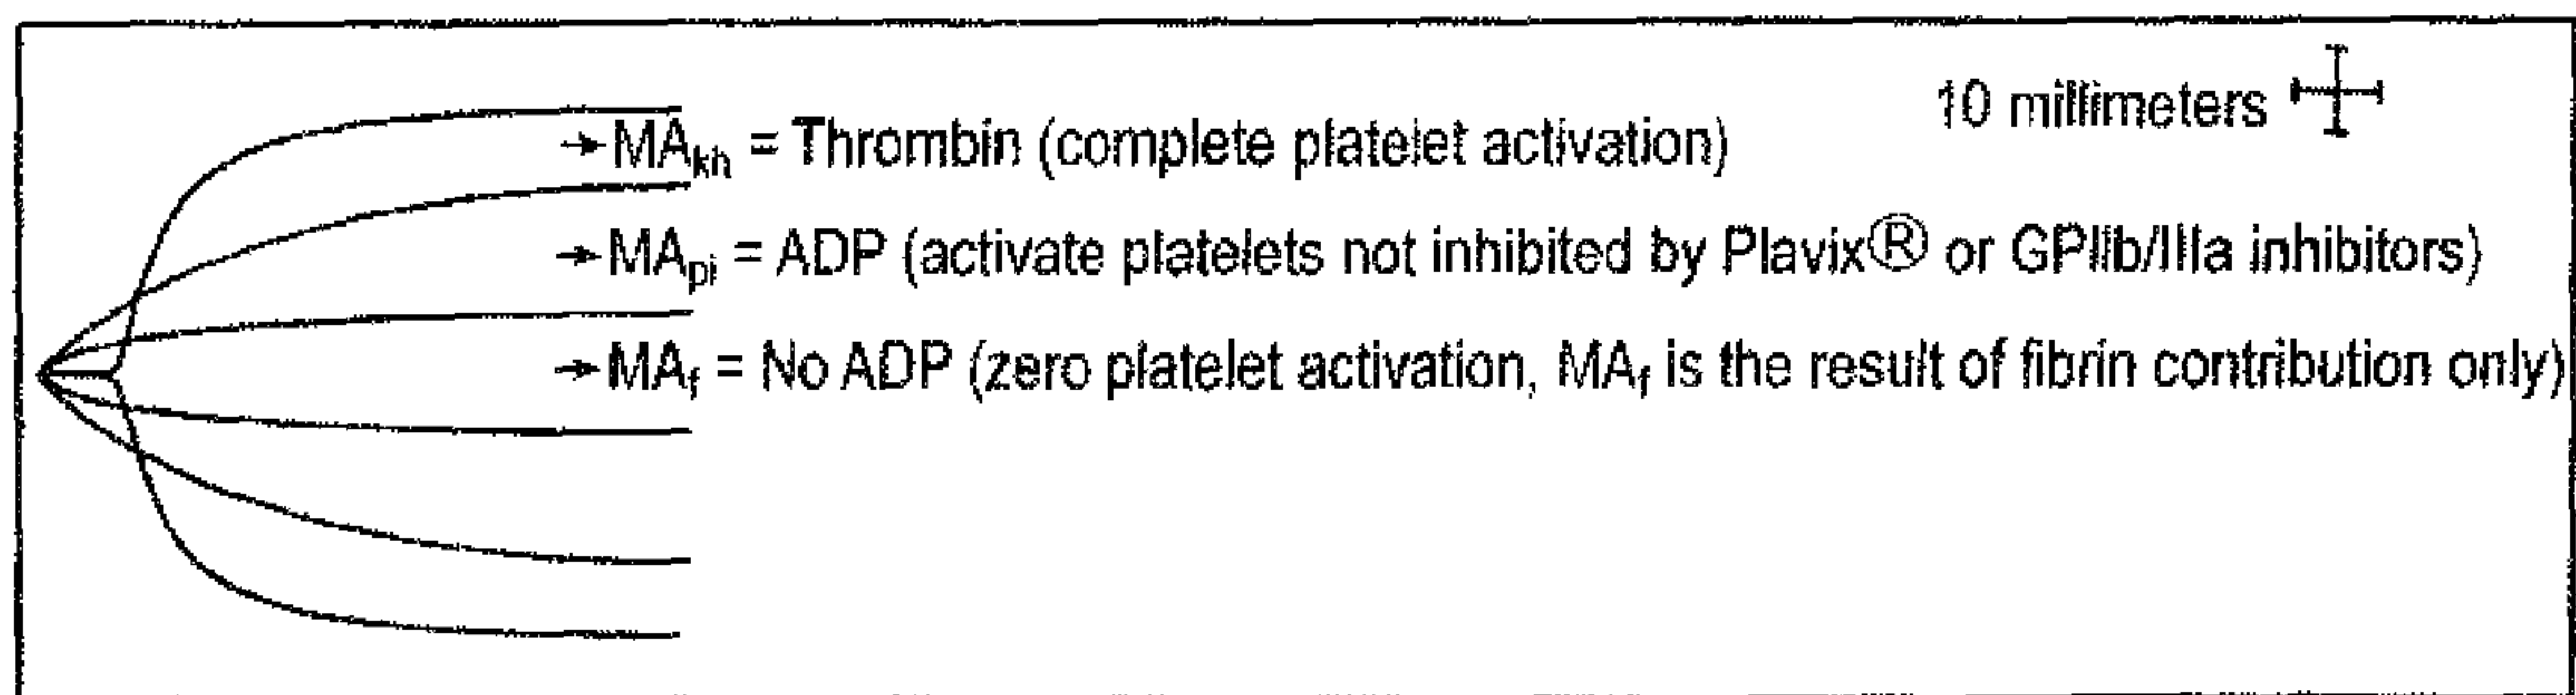 10 millimeters
→ MAkh = Thrombin (complete platelet activation)
→ MApi = ADP (activate platelets not inhibited by Plavix® or GPIIb/IIIa inhibitors)
→ MAf = No ADP (zero platelet activation, MAf is the result of fibrin contribution only)